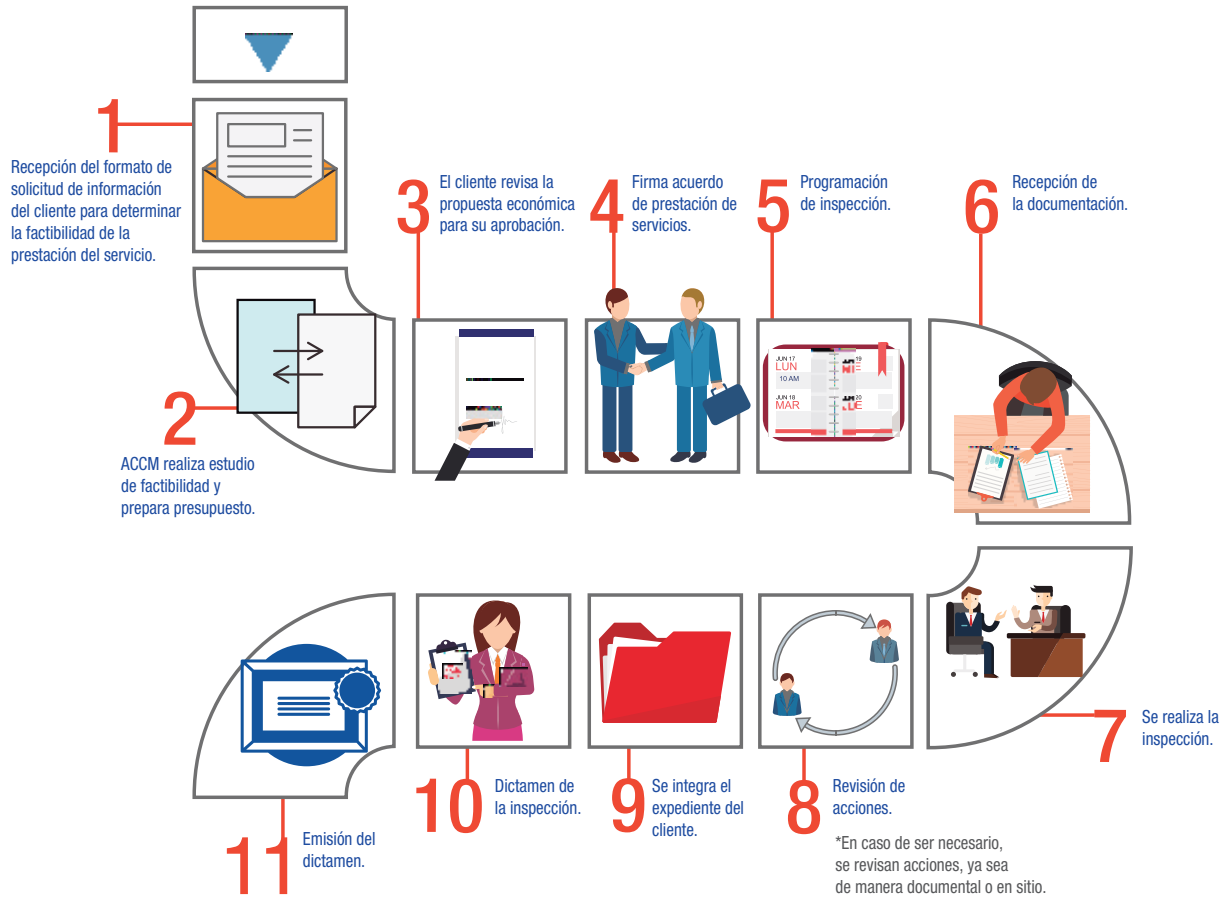 1
Recepción del formato de
solicitud de información
del cliente para determinar
la factibilidad de la
prestación del servicio.
2
ACCM realiza estudio
de factibilidad y
prepara presupuesto.
3
El cliente revisa la
propuesta económica
para su aprobación.
4
Firma acuerdo
de prestación de
servicios.
5
Programación
de inspección.
JUN 17
LUN
10 AM
JUN 18
MAR
19
20
6
Recepción de
la documentación.
7
Se realiza la
inspección.
8
Revisión de
acciones.
*En caso de ser necesario,
se revisan acciones, ya sea
de manera documental o en sitio.
9
Se integra el
expediente del
cliente.
10
Dictamen de
la inspección.
11
Emisión del
dictamen.